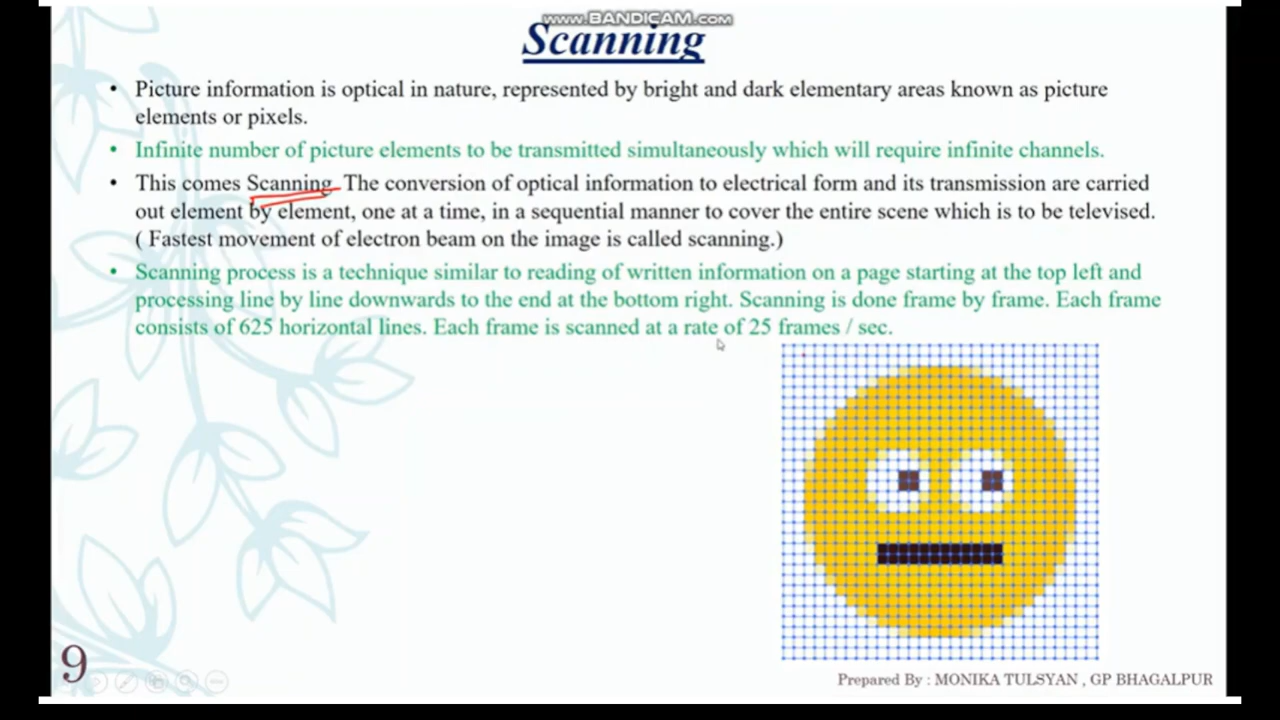 www.BANDICAM.com
Scanning
• Picture information is optical in nature, represented by bright and dark elementary areas known as picture
elements or pixels.
• Infinite number of picture elements to be transmitted simultaneously which will require infinite channels.
• This comes Scanning. The conversion of optical information to electrical form and its transmission are carried
out element by element, one at a time, in a sequential manner to cover the entire scene which is to be televised.
( Fastest movement of electron beam on the image is called scanning.)
• Scanning process is a technique similar to reading of written information on a page starting at the top left and
processing line by line downwards to the end at the bottom right. Scanning is done frame by frame. Each frame
consists of 625 horizontal lines. Each frame is scanned at a rate of 25 frames / sec.
9
Prepared By : MONIKA TULSYAN , GP BHAGALPUR